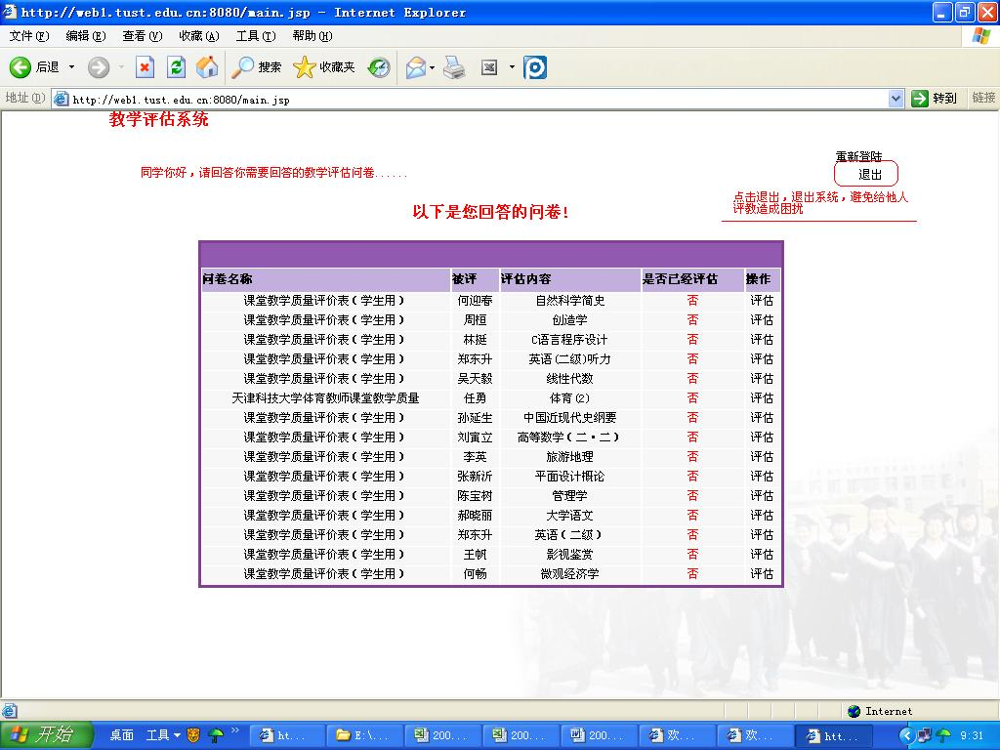 http://web1.tust.edu.cn:8080/main.jsp - Internet Explorer
文件(F) 编辑(E) 查看(V) 收藏(A) 工具(T) 帮助(H)
后退 搜索 收藏夹
地址(D) http://web1.tust.edu.cn:8080/main.jsp 转到 链接
教学评估系统
重新登陆
同学你好，请回答你需要回答的教学评估问卷......
退出
点击退出，退出系统，避免给他人
评教造成困扰
以下是您回答的问卷!
问卷名称 被评 评估内容 是否已经评估 操作
课堂教学质量评价表(学生用) 何迎春 自然科学简史 否 评估
课堂教学质量评价表(学生用) 周桓 创造学 否 评估
课堂教学质量评价表(学生用) 林挺 C语言程序设计 否 评估
课堂教学质量评价表(学生用) 郑东升 英语(二级)听力 否 评估
课堂教学质量评价表(学生用) 吴天毅 线性代数 否 评估
天津科技大学体育教师课堂教学质量 任勇 体育(2) 否 评估
课堂教学质量评价表(学生用) 孙延生 中国近现代史纲要 否 评估
课堂教学质量评价表(学生用) 刘寅立 高等数学(二·二) 否 评估
课堂教学质量评价表(学生用) 李英 旅游地理 否 评估
课堂教学质量评价表(学生用) 张新沂 平面设计概论 否 评估
课堂教学质量评价表(学生用) 陈宝树 管理学 否 评估
课堂教学质量评价表(学生用) 郝晓丽 大学语文 否 评估
课堂教学质量评价表(学生用) 郑东升 英语(二级) 否 评估
课堂教学质量评价表(学生用) 王帆 影视鉴赏 否 评估
课堂教学质量评价表(学生用) 何畅 微观经济学 否 评估
Internet
开始 桌面 工具 » ht... E:\... 200... 200... 200... 欢... 欢... htt... 9:31